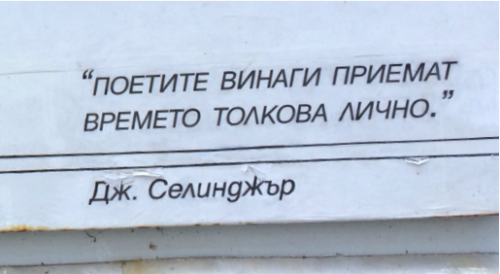 “ПОЕТИТЕ ВИНАГИ ПРИЕМАТ
ВРЕМЕТО ТОЛКОВА ЛИЧНО.”
Дж. Селинджър